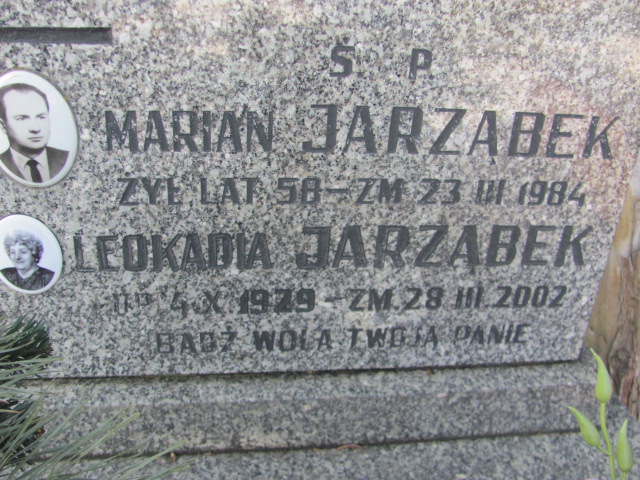 Ś P
MARIAN JARZĄBEK
ŻYŁ LAT 58 - ZM 23 III 1984
LEOKADIA JARZĄBEK
UR 4 X 1929 - ZM. 28 III. 2002
BĄDŹ WOLA TWOJA PANIE